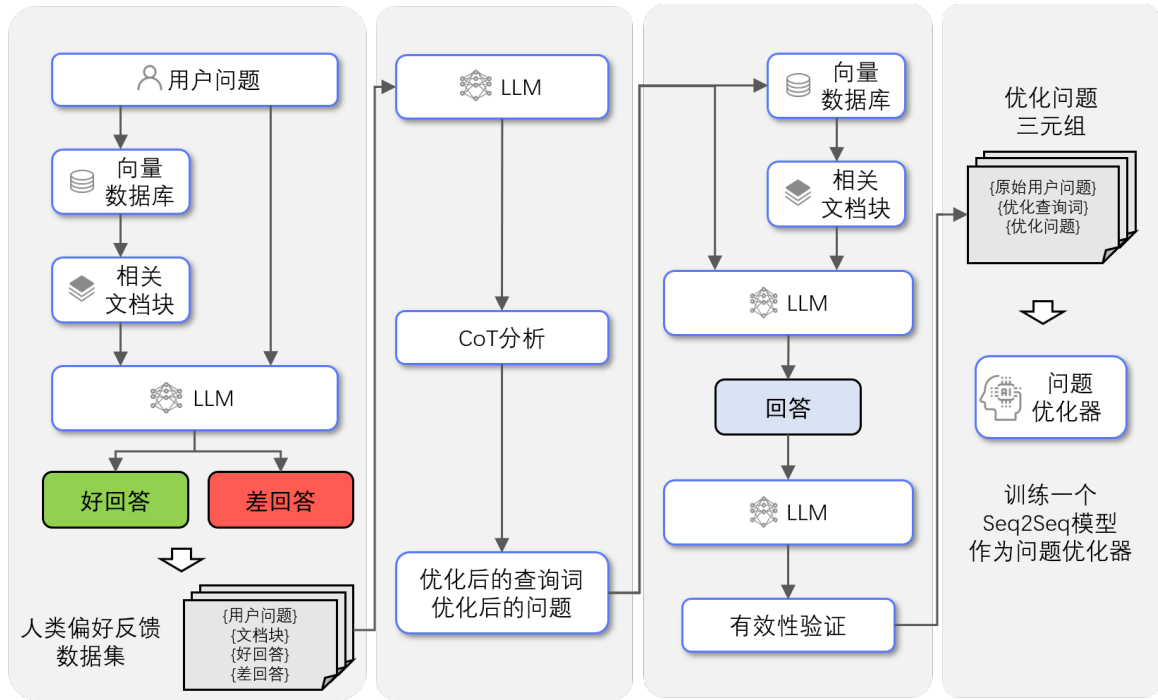 用户问题
向量
数据库
相关
文档块
LLM
好回答
差回答
人类偏好反馈
数据集
{用户问题}
{文档块}
{好回答}
{差回答}
LLM
CoT分析
优化后的查询词
优化后的问题
向量
数据库
相关
文档块
LLM
回答
LLM
有效性验证
优化问题
三元组
{原始用户问题}
{优化查询词}
{优化问题}
AI
问题
优化器
训练一个
Seq2Seq模型
作为问题优化器